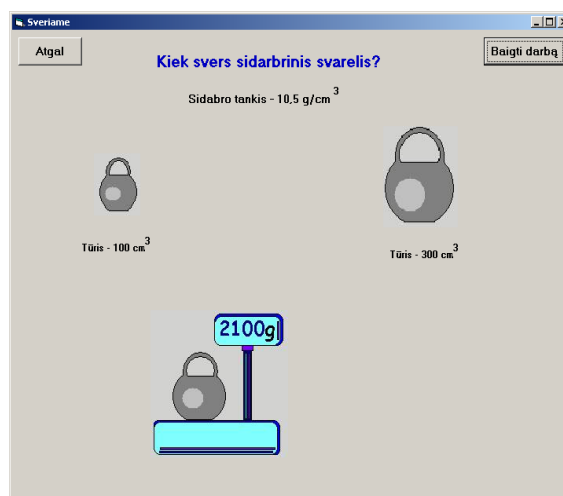 Sveriame
Atgal
Baigti darbą
Kiek svers sidarbrinis svarelis?
Sidabro tankis - 10,5 g/cm³
Tūris - 100 cm³
Tūris - 300 cm³
2100g